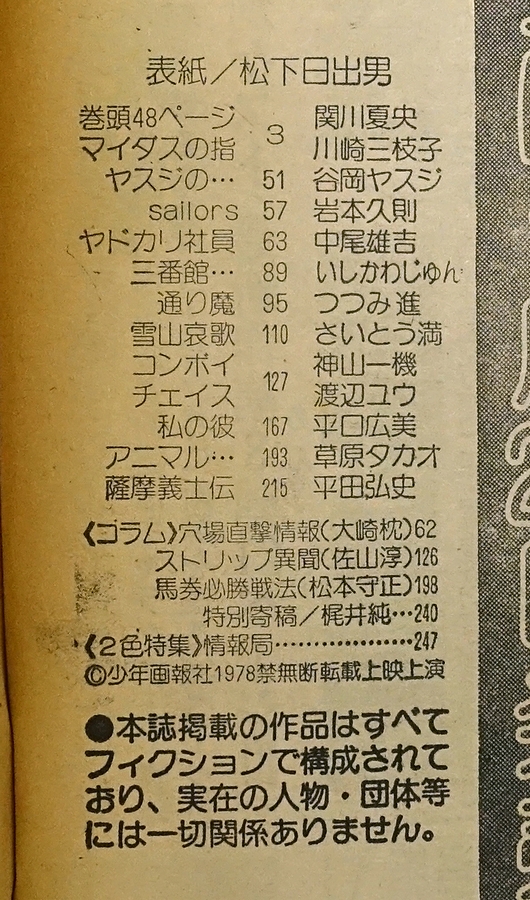 表紙／松下日出男
巻頭48ページ 関川夏央
マイダスの指 3 川崎三枝子
ヤスジの… 51 谷岡ヤスジ
sailors 57 岩本久則
ヤドカリ社員 63 中尾雄吉
三番館… 89 いしかわじゅん
通り魔 95 つつみ進
雪山哀歌 110 さいとう満
コンボイ 神山一機
チェイス 127 渡辺ユウ
私の彼 167 平口広美
アニマル… 193 草原タカオ
薩摩義士伝 215 平田弘史
《コラム》穴場直撃情報(大崎枕)62
ストリップ異聞(佐山淳)126
馬券必勝戦法(松本守正)198
特別寄稿／梶井純…240
《2色特集》情報局………………247
©少年画報社1978禁無断転載上映上演
●本誌掲載の作品はすべて
フィクションで構成されて
おり、実在の人物・団体等
には一切関係ありません。